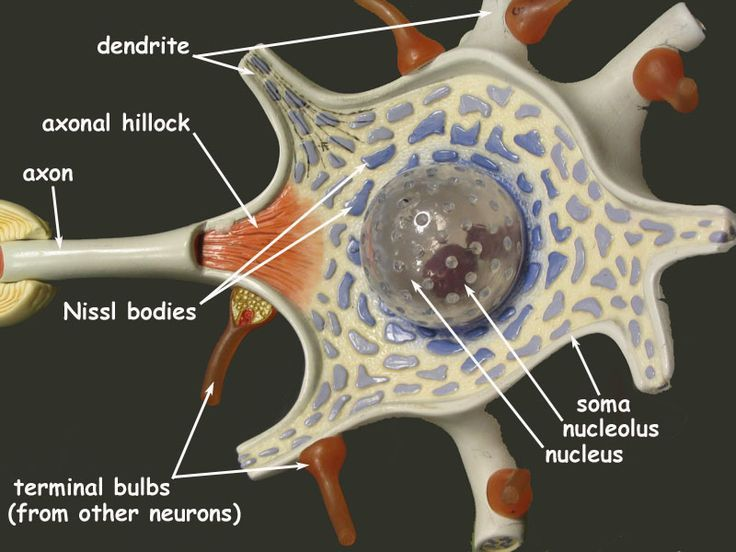 dendrite
axonal hillock
axon
Nissl bodies
soma
nucleolus
nucleus
terminal bulbs
(from other neurons)